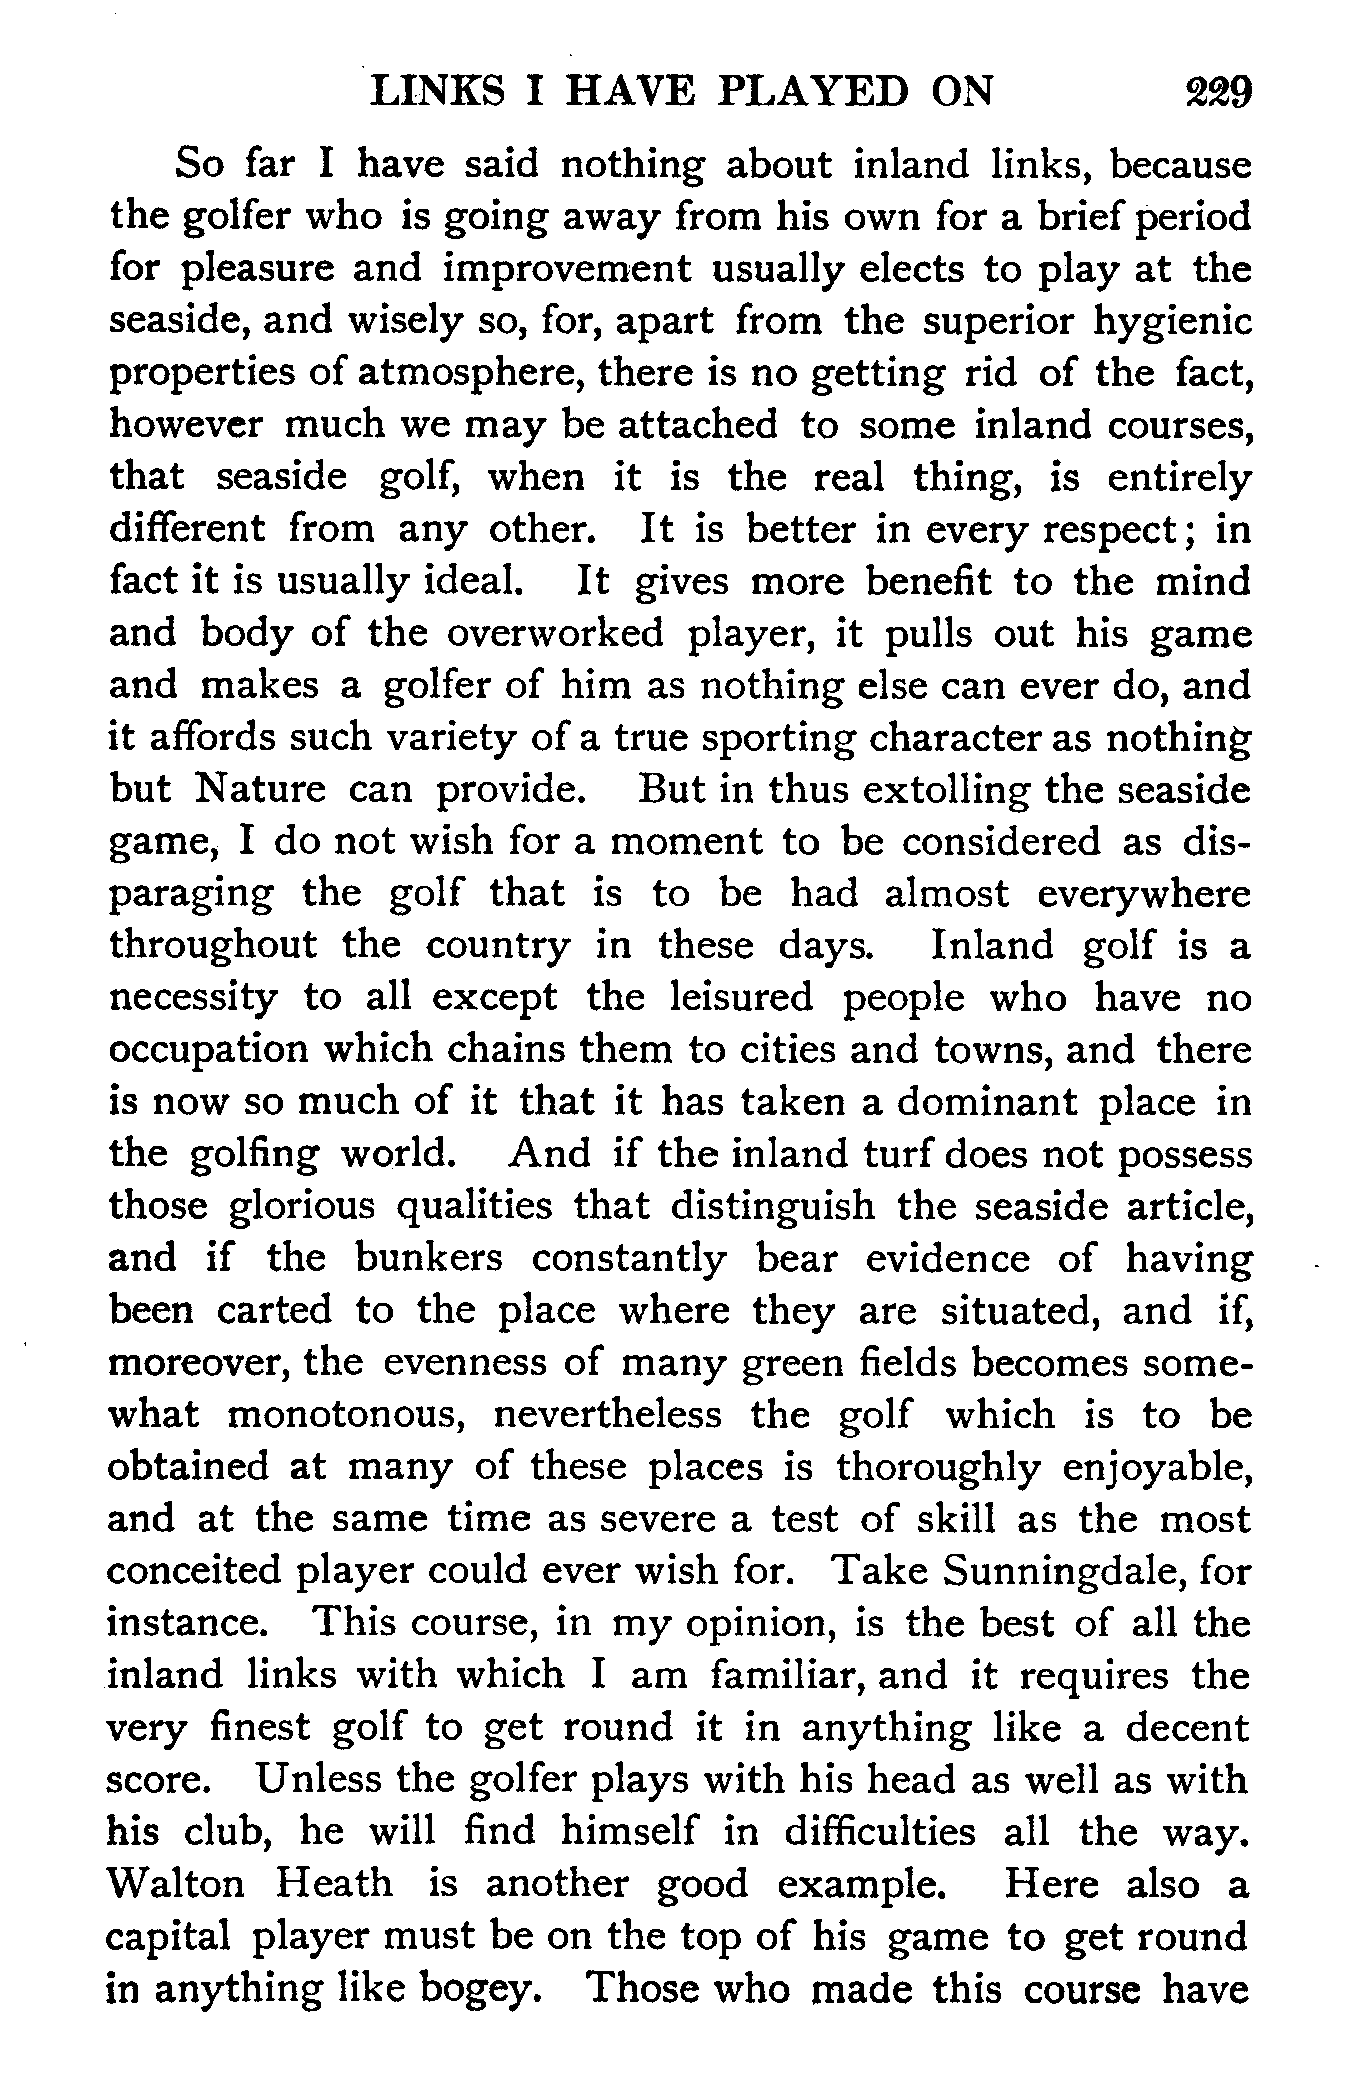 LINKS I HAVE PLAYED ON 229
So far I have said nothing about inland links, because
the golfer who is going away from his own for a brief period
for pleasure and improvement usually elects to play at the
seaside, and wisely so, for, apart from the superior hygienic
properties of atmosphere, there is no getting rid of the fact,
however much we may be attached to some inland courses,
that seaside golf, when it is the real thing, is entirely
different from any other. It is better in every respect; in
fact it is usually ideal. It gives more benefit to the mind
and body of the overworked player, it pulls out his game
and makes a golfer of him as nothing else can ever do, and
it affords such variety of a true sporting character as nothing
but Nature can provide. But in thus extolling the seaside
game, I do not wish for a moment to be considered as dis-
paraging the golf that is to be had almost everywhere
throughout the country in these days. Inland golf is a
necessity to all except the leisured people who have no
occupation which chains them to cities and towns, and there
is now so much of it that it has taken a dominant place in
the golfing world. And if the inland turf does not possess
those glorious qualities that distinguish the seaside article,
and if the bunkers constantly bear evidence of having
been carted to the place where they are situated, and if,
moreover, the evenness of many green fields becomes some-
what monotonous, nevertheless the golf which is to be
obtained at many of these places is thoroughly enjoyable,
and at the same time as severe a test of skill as the most
conceited player could ever wish for. Take Sunningdale, for
instance. This course, in my opinion, is the best of all the
inland links with which I am familiar, and it requires the
very finest golf to get round it in anything like a decent
score. Unless the golfer plays with his head as well as with
his club, he will find himself in difficulties all the way.
Walton Heath is another good example. Here also a
capital player must be on the top of his game to get round
in anything like bogey. Those who made this course have